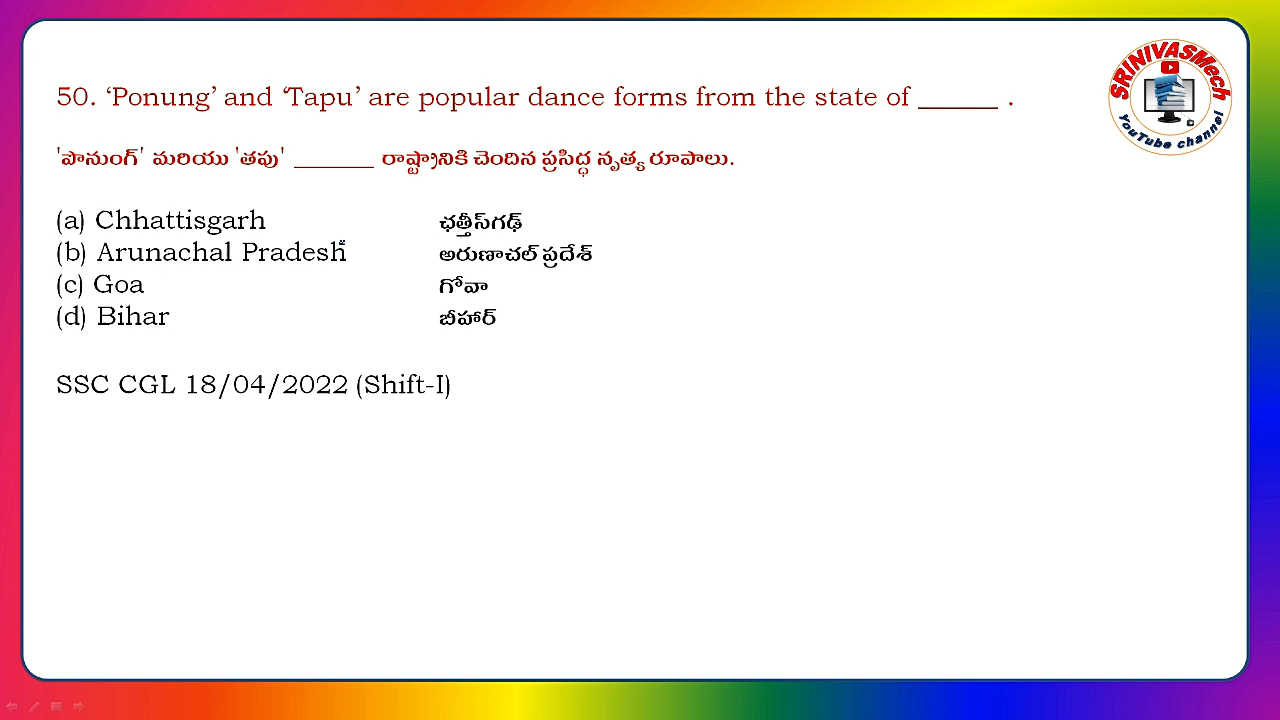 50. ‘Ponung’ and ‘Tapu’ are popular dance forms from the state of ______ .
'పొనుంగ్' మరియు 'తపు' ________ రాష్ట్రానికి చెందిన ప్రసిద్ధ నృత్య రూపాలు.
(a) Chhattisgarh ఛత్తీస్‌గఢ్
(b) Arunachal Pradesh అరుణాచల్ ప్రదేశ్
(c) Goa గోవా
(d) Bihar బీహార్
SSC CGL 18/04/2022 (Shift-I)
SRINIVASMech
YouTube channel